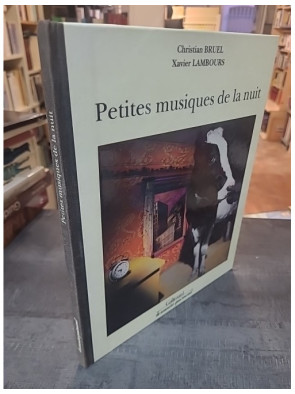 Christian BRUEL
Xavier LAMBOURS
Petites musiques de la nuit
Petites musiques de la nuit